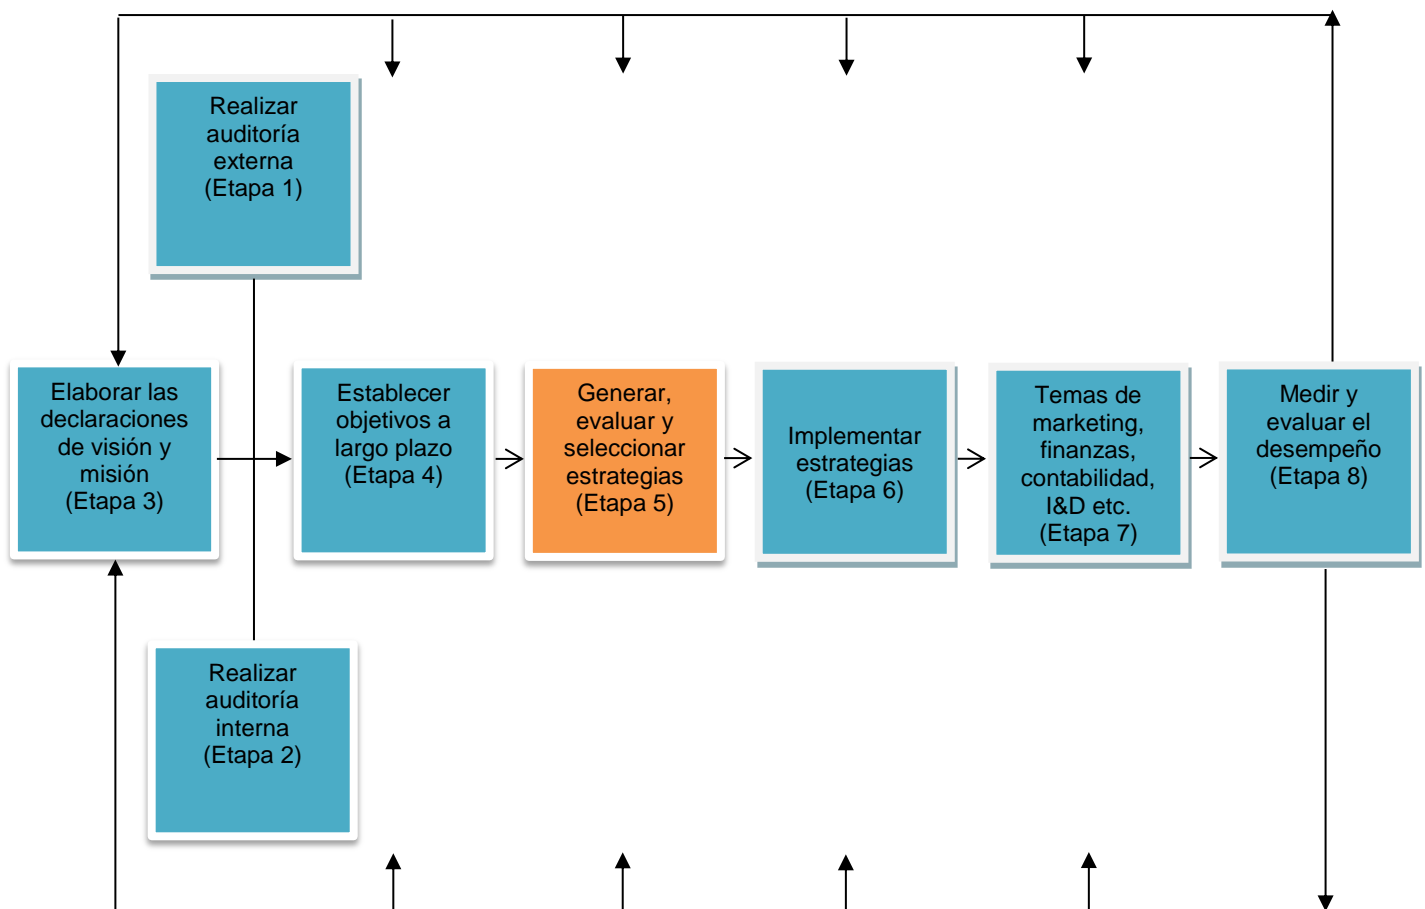 Realizar
auditoría
externa
(Etapa 1)
Elaborar las
declaraciones
de visión y
misión
(Etapa 3)
Establecer
objetivos a
largo plazo
(Etapa 4)
Generar,
evaluar y
seleccionar
estrategias
(Etapa 5)
Implementar
estrategias
(Etapa 6)
Temas de
marketing,
finanzas,
contabilidad,
I&D etc.
(Etapa 7)
Medir y
evaluar el
desempeño
(Etapa 8)
Realizar
auditoría
interna
(Etapa 2)